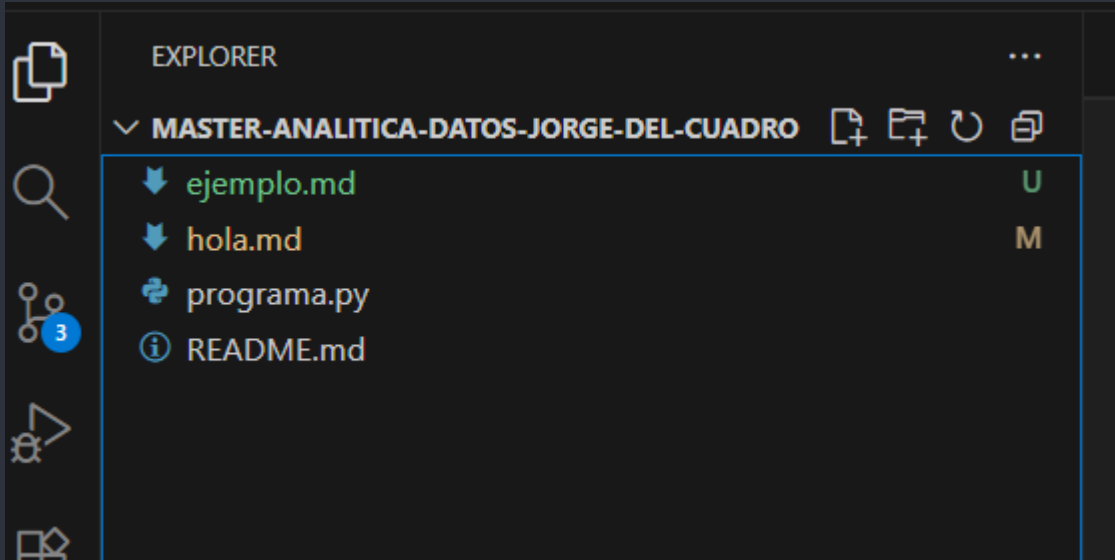 EXPLORER
MASTER-ANALITICA-DATOS-JORGE-DEL-CUADRO
ejemplo.md U
hola.md M
3
programa.py
README.md